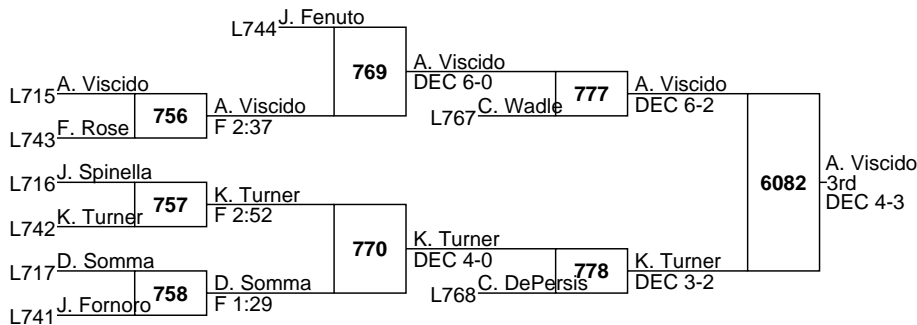 J. Fenuto
L744
769
A. Viscido
DEC 6-0
A. Viscido
L715
756
A. Viscido
F 2:37
F. Rose
L743
777
A. Viscido
DEC 6-2
C. Wadle
L767
J. Spinella
L716
757
K. Turner
F 2:52
K. Turner
L742
6082
A. Viscido
3rd
DEC 4-3
770
K. Turner
DEC 4-0
D. Somma
L717
758
D. Somma
F 1:29
J. Fornoro
L741
778
K. Turner
DEC 3-2
C. DePersis
L768